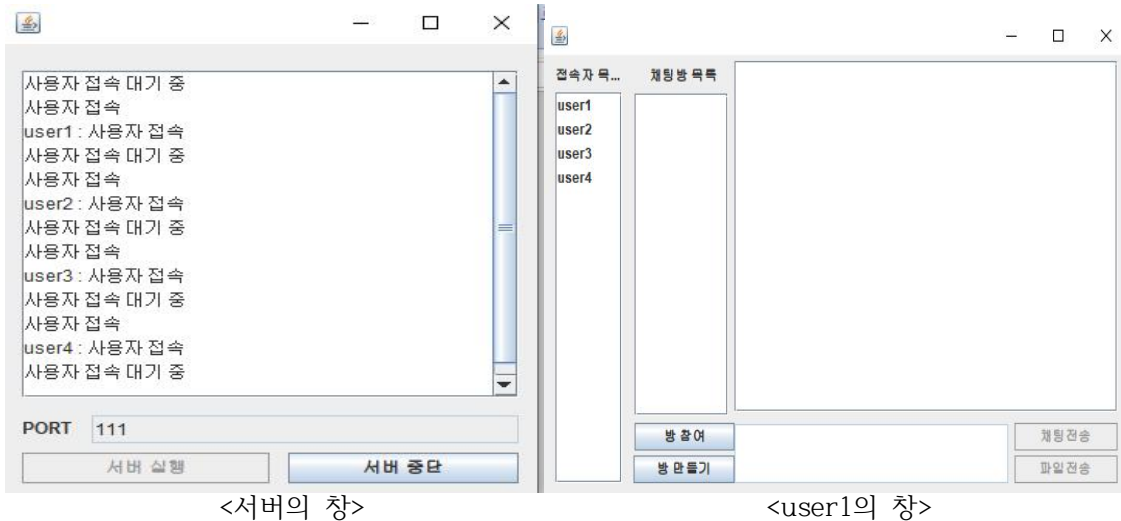 사용자 접속 대기 중
사용자 접속
user1 : 사용자 접속
사용자 접속 대기 중
사용자 접속
user2 : 사용자 접속
사용자 접속 대기 중
사용자 접속
user3 : 사용자 접속
사용자 접속 대기 중
사용자 접속
user4 : 사용자 접속
사용자 접속 대기 중
PORT 111
서버 실행 서버 중단
<서버의 창>
접속자 목... 채팅방 목록
user1
user2
user3
user4
방 참여 채팅전송
방 만들기 파일전송
<user1의 창>